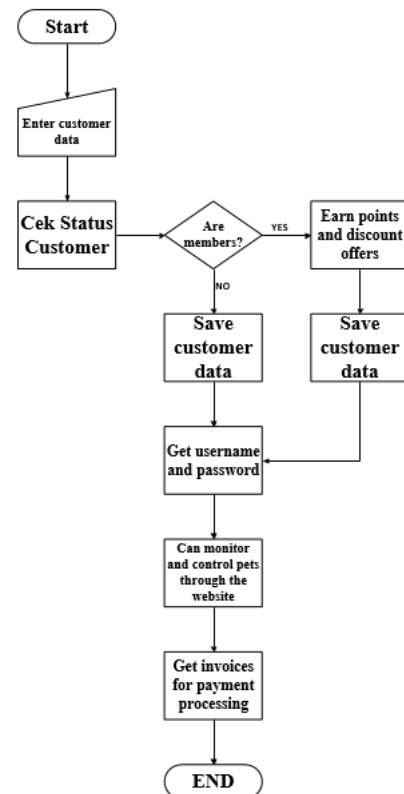 Start
Enter customer
data
Cek Status
Customer
Are
members?
YES
Earn points
and discount
offers
NO
Save
customer
data
Save
customer
data
Get username
and password
Can monitor
and control pets
through the
website
Get invoices
for payment
processing
END